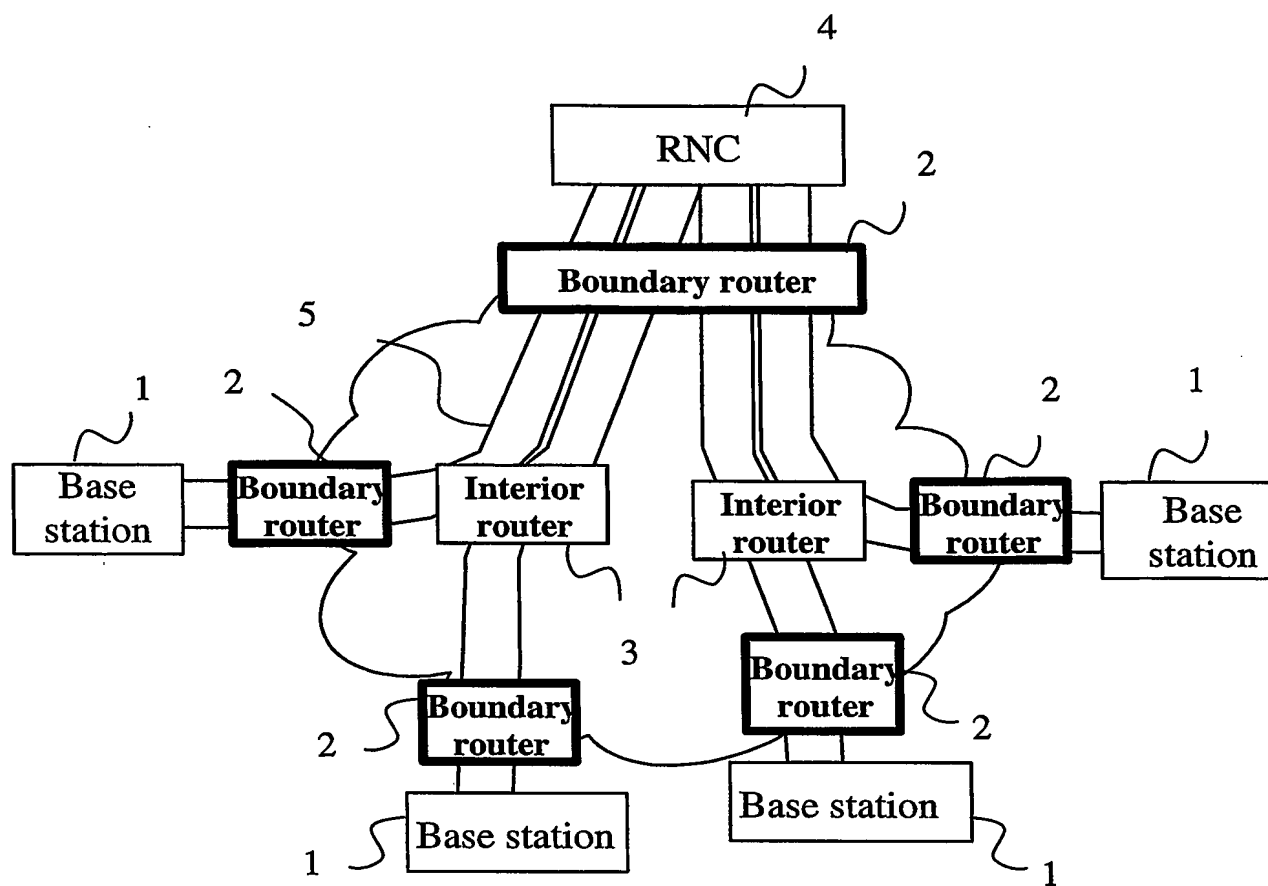 4
RNC
2
Boundary router
5
1
2
2
1
Base
station
Boundary
router
Interior
router
Interior
router
Boundary
router
Base
station
3
Boundary
router
2
Boundary
router
2
Base station
1
Base station
1